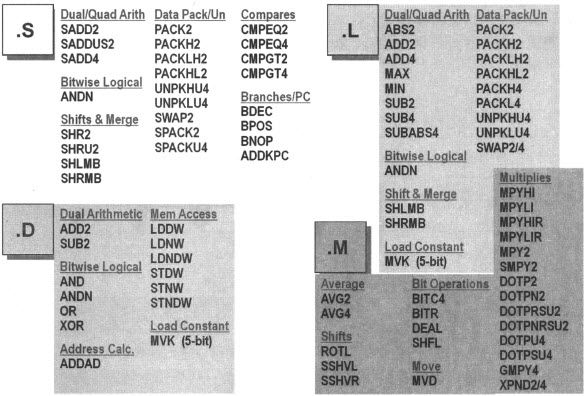 .S
Dual/Quad Arith
SADD2
SADDUS2
SADD4
Bitwise Logical
ANDN
Shifts & Merge
SHR2
SHRU2
SHLMB
SHRMB
Data Pack/Un
PACK2
PACKH2
PACKLH2
PACKHL2
UNPKHU4
UNPKLU4
SWAP2
SPACK2
SPACKU4
Compares
CMPEQ2
CMPEQ4
CMPGT2
CMPGT4
Branches/PC
BDEC
BPOS
BNOP
ADDKPC
.L
Dual/Quad Arith
ABS2
ADD2
ADD4
MAX
MIN
SUB2
SUB4
SUBABS4
Bitwise Logical
ANDN
Shift & Merge
SHLMB
SHRMB
Load Constant
MVK (5-bit)
Data Pack/Un
PACK2
PACKH2
PACKLH2
PACKHL2
PACKH4
PACKL4
UNPKHU4
UNPKLU4
SWAP2/4
.D
Dual Arithmetic
ADD2
SUB2
Bitwise Logical
AND
ANDN
OR
XOR
Address Calc.
ADDAD
Mem Access
LDDW
LDNW
LDNDW
STDW
STNW
STNDW
Load Constant
MVK (5-bit)
.M
Average
AVG2
AVG4
Shifts
ROTL
SSHVL
SSHVR
Bit Operations
BITC4
BITR
DEAL
SHFL
Move
MVD
Multiplies
MPYHI
MPYLI
MPYHIR
MPYLIR
MPY2
SMPY2
DOTP2
DOTPN2
DOTPRSU2
DOTPNRSU2
DOTPU4
DOTPSU4
GMPY4
XPND2/4